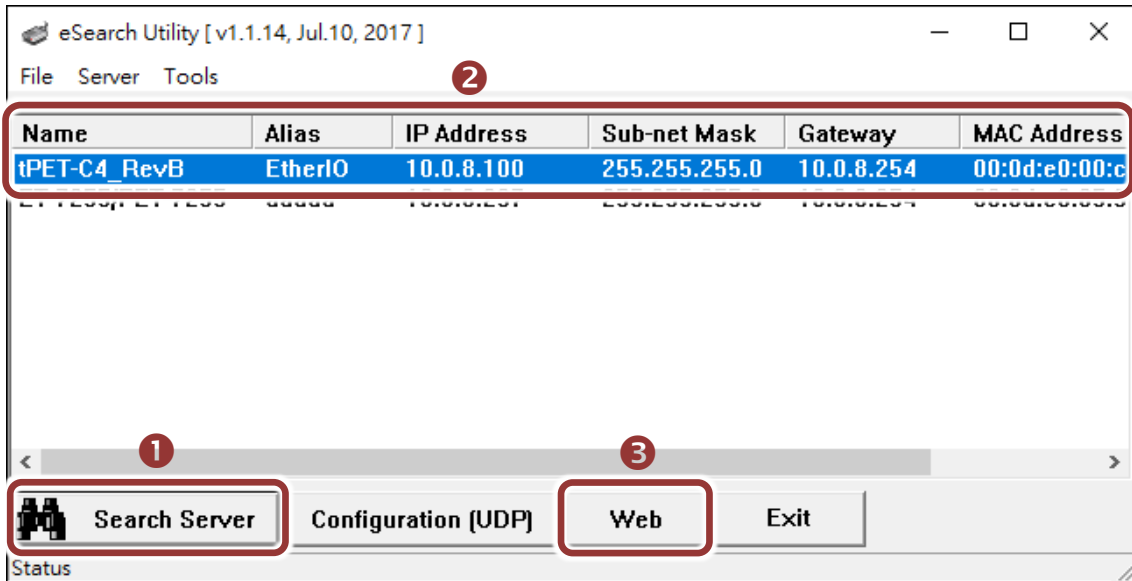 eSearch Utility [ v1.1.14, Jul.10, 2017 ]
File Server Tools
2
Name Alias IP Address Sub-net Mask Gateway MAC Address
tPET-C4_RevB EtherIO 10.0.8.100 255.255.255.0 10.0.8.254 00:0d:e0:00:c
1 3
Search Server Configuration (UDP) Web Exit
Status